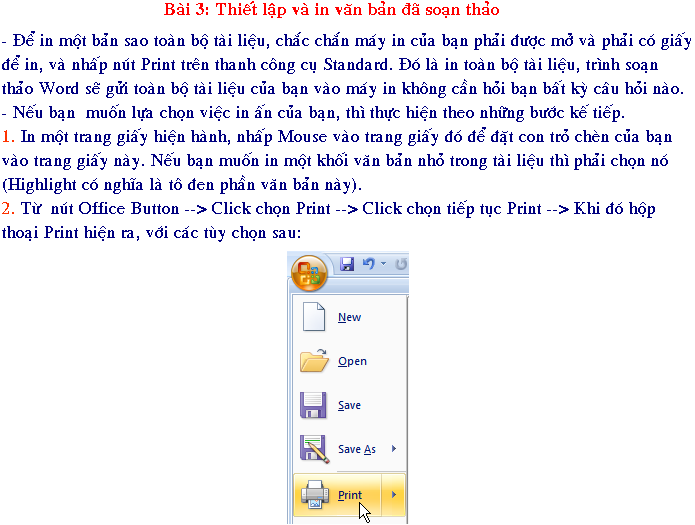 Bài 3: Thiết lập và in văn bản đã soạn thảo
- Để in một bản sao toàn bộ tài liệu, chắc chắn máy in của bạn phải được mở và phải có giấy
để in, và nhấp nút Print trên thanh công cụ Standard. Đó là in toàn bộ tài liệu, trình soạn
thảo Word sẽ gửi toàn bộ tài liệu của bạn vào máy in không cần hỏi bạn bất kỳ câu hỏi nào.
- Nếu bạn muốn lựa chọn việc in ấn của bạn, thì thực hiện theo những bước kế tiếp.
1. In một trang giấy hiện hành, nhấp Mouse vào trang giấy đó để đặt con trỏ chèn của bạn
vào trang giấy này. Nếu bạn muốn in một khối văn bản nhỏ trong tài liệu thì phải chọn nó
(Highlight có nghĩa là tô đen phần văn bản này).
2. Từ nút Office Button --> Click chọn Print --> Click chọn tiếp tục Print --> Khi đó hộp
thoại Print hiện ra, với các tùy chọn sau:
New
Open
Save
Save As
Print